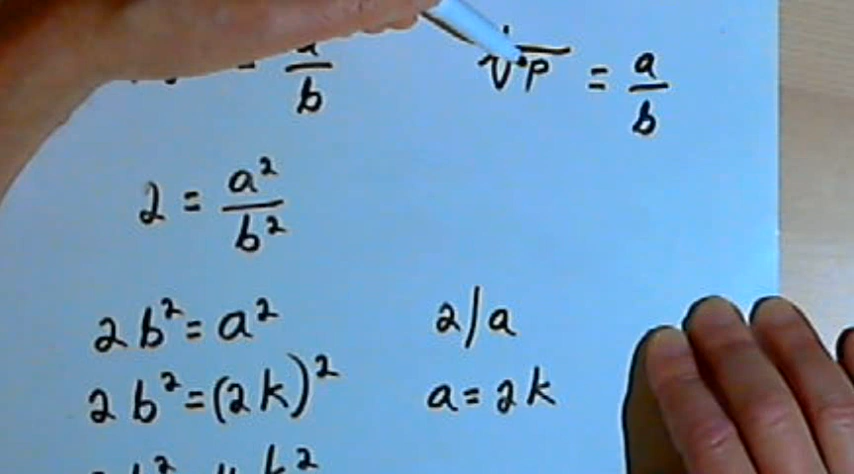 = a/b √p = a/b
2 = a²/b²
2b² = a² 2|a
2b² = (2k)² a = 2k